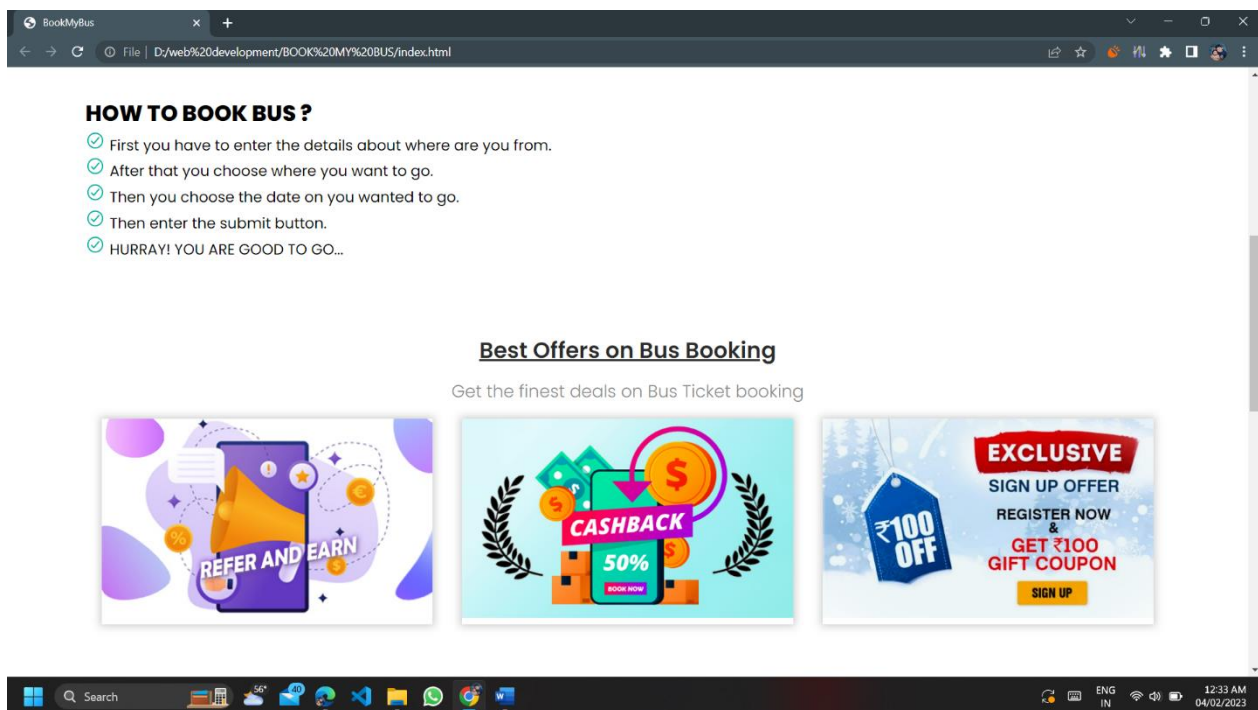 BookMyBus
File | D:/web%20development/BOOK%20MY%20BUS/index.html
HOW TO BOOK BUS ?
First you have to enter the details about where are you from.
After that you choose where you want to go.
Then you choose the date on you wanted to go.
Then enter the submit button.
HURRAY! YOU ARE GOOD TO GO...
Best Offers on Bus Booking
Get the finest deals on Bus Ticket booking
REFER AND EARN
CASHBACK
50%
BOOK NOW
₹100
OFF
EXCLUSIVE
SIGN UP OFFER
REGISTER NOW
&
GET ₹100
GIFT COUPON
SIGN UP
Search
56°
40
ENG
IN
12:33 AM
04/02/2023